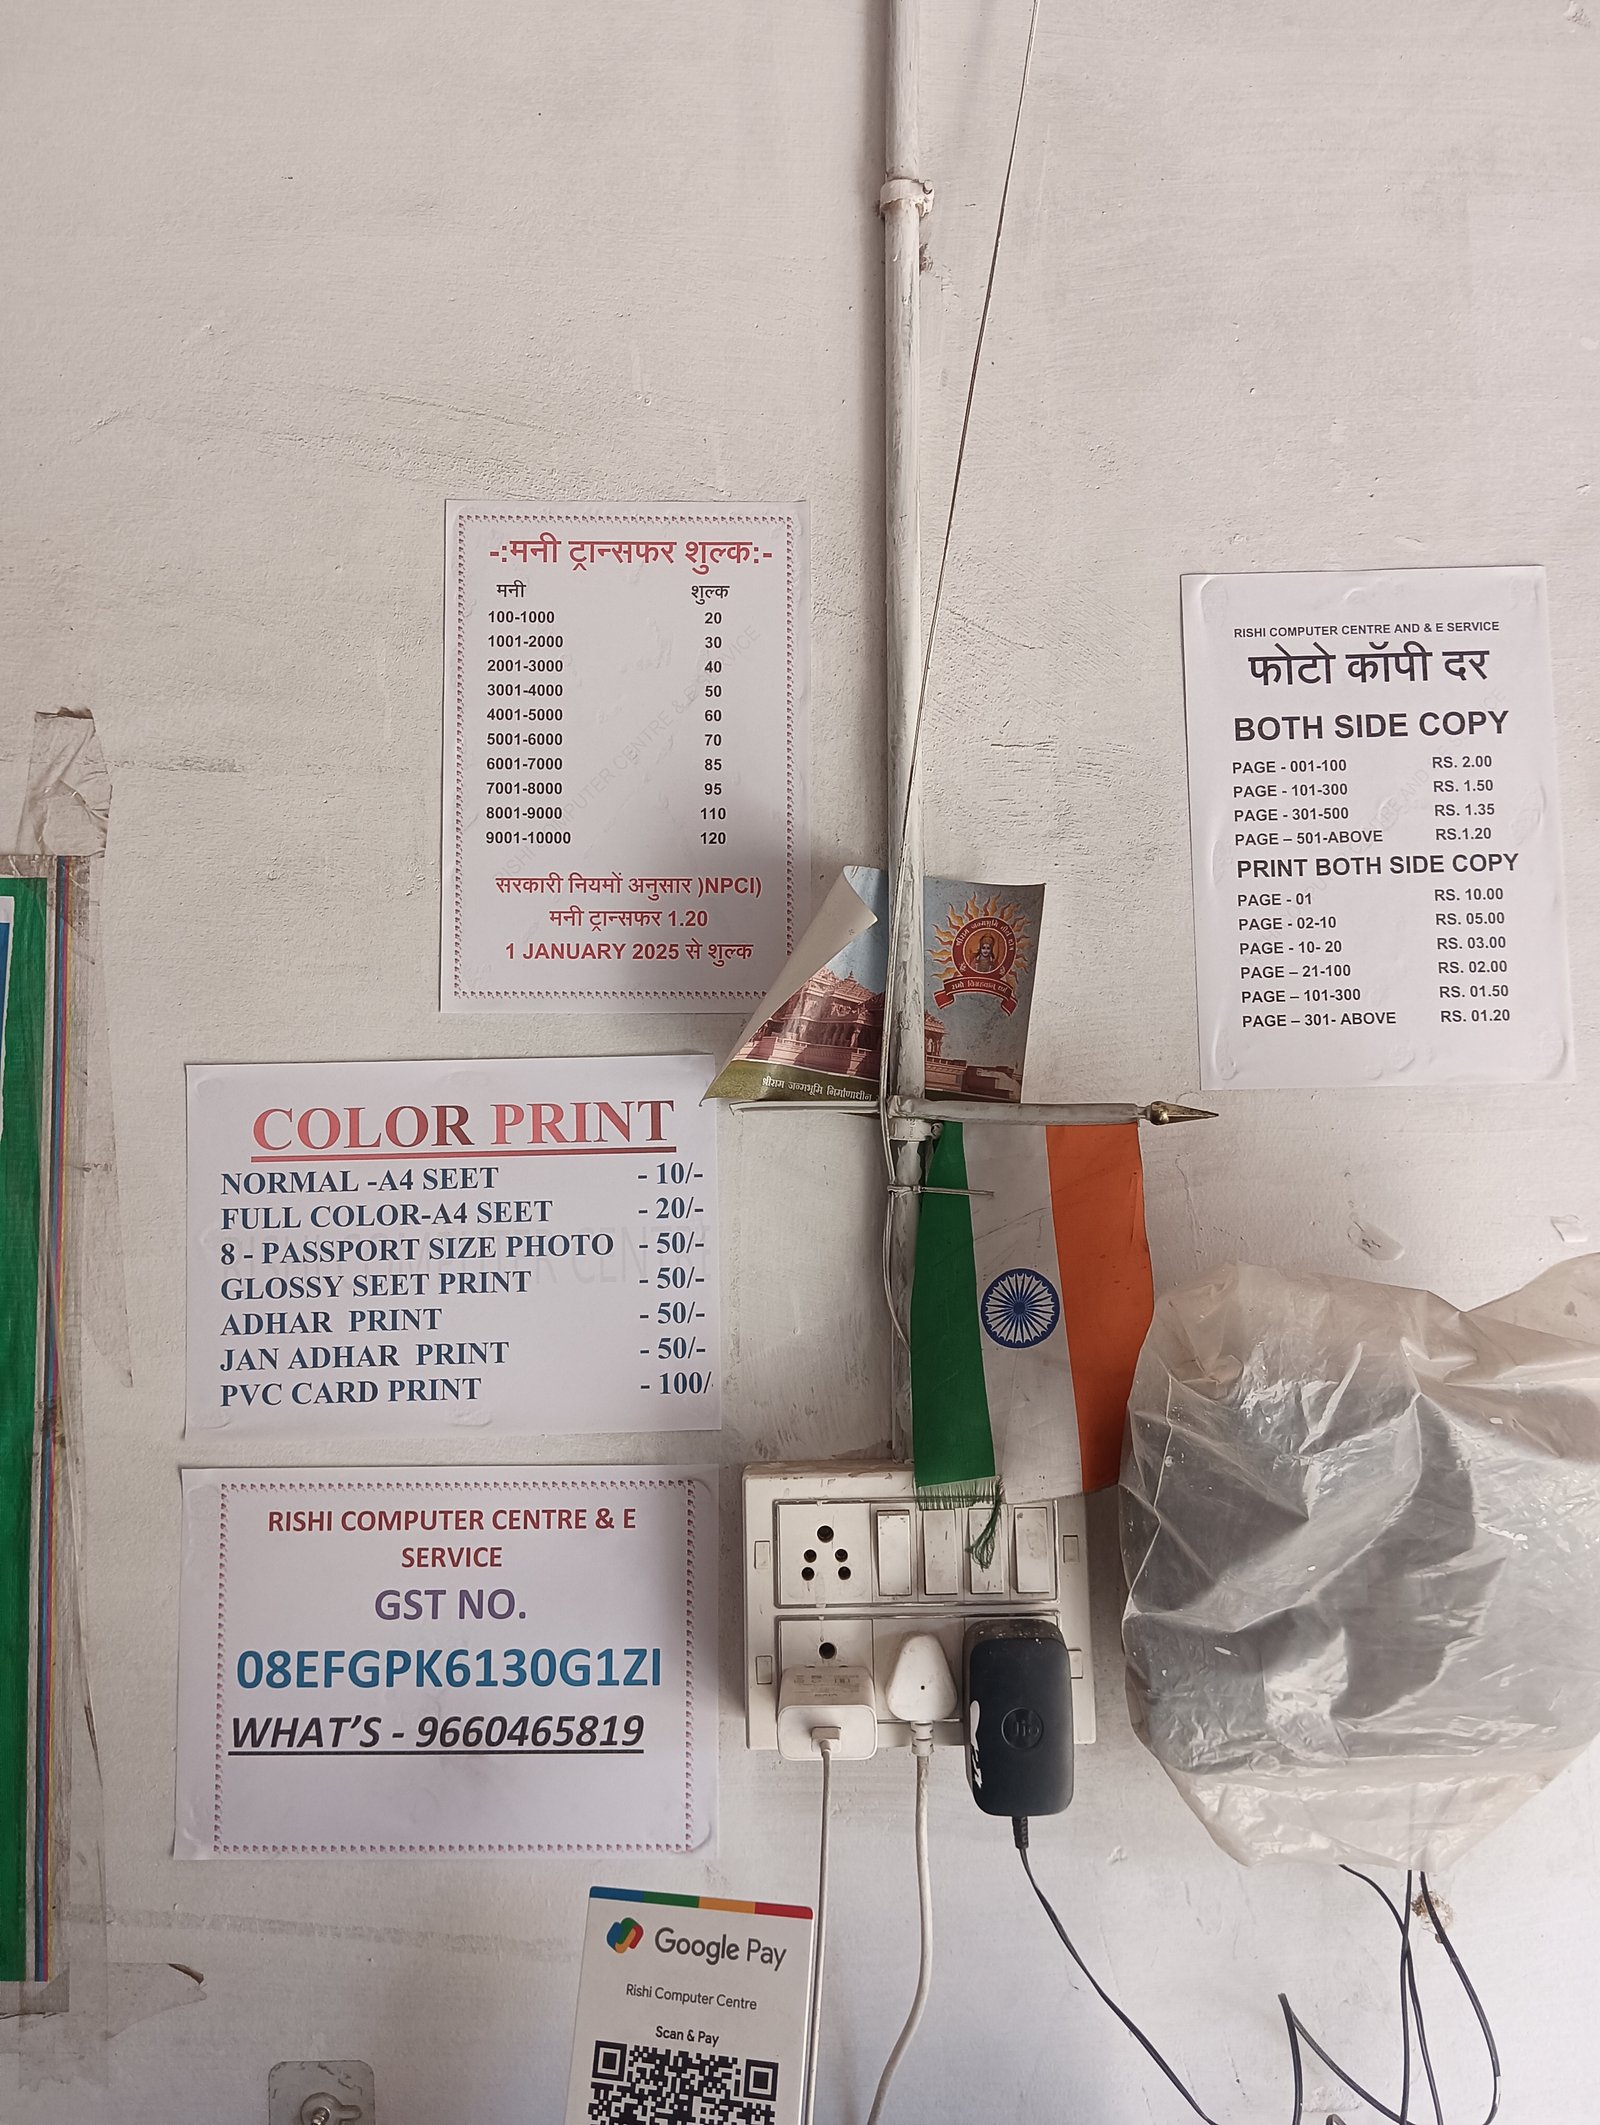 -:मनी ट्रान्सफर शुल्क:-
मनी शुल्क
100-1000 20
1001-2000 30
2001-3000 40
3001-4000 50
4001-5000 60
5001-6000 70
6001-7000 85
7001-8000 95
8001-9000 110
9001-10000 120
सरकारी नियमों अनुसार )NPCI)
मनी ट्रान्सफर 1.20
1 JANUARY 2025 से शुल्क
RISHI COMPUTER CENTRE AND & E SERVICE
फोटो कॉपी दर
BOTH SIDE COPY
PAGE - 001-100 RS. 2.00
PAGE - 101-300 RS. 1.50
PAGE - 301-500 RS. 1.35
PAGE – 501-ABOVE RS.1.20
PRINT BOTH SIDE COPY
PAGE - 01 RS. 10.00
PAGE - 02-10 RS. 05.00
PAGE - 10- 20 RS. 03.00
PAGE – 21-100 RS. 02.00
PAGE – 101-300 RS. 01.50
PAGE – 301- ABOVE RS. 01.20
श्रीराम जन्मभूमि निर्माणाधीन
COLOR PRINT
NORMAL -A4 SEET - 10/-
FULL COLOR-A4 SEET - 20/-
8 - PASSPORT SIZE PHOTO - 50/-
GLOSSY SEET PRINT - 50/-
ADHAR PRINT - 50/-
JAN ADHAR PRINT - 50/-
PVC CARD PRINT - 100/
RISHI COMPUTER CENTRE & E
SERVICE
GST NO.
08EFGPK6130G1ZI
WHAT’S - 9660465819
Jio
Google Pay
Rishi Computer Centre
Scan & Pay